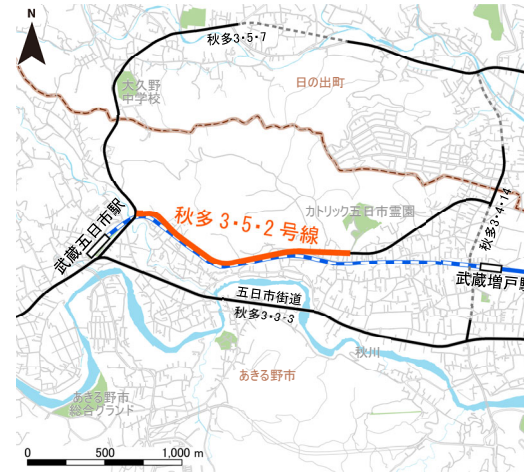 N
秋多3・5・7
大久野
中学校
日の出町
カトリック五日市霊園
秋多3・4・14
武蔵五日市駅
秋多3・5・2号線
武蔵増戸駅
五日市街道
秋多3・3・3
秋川
あきる野市
あきる野市
総合グランド
0 500 1,000 m